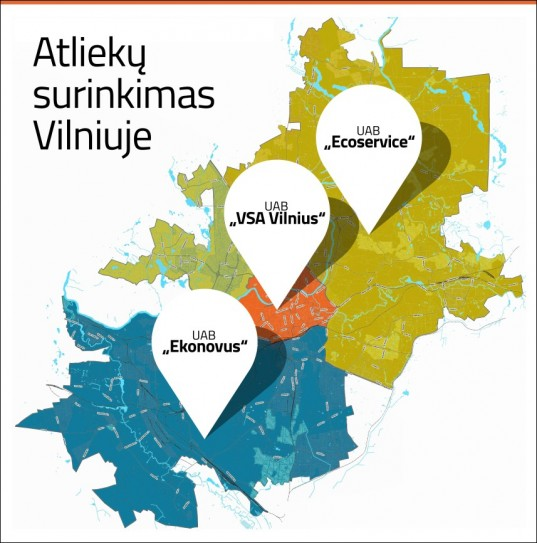 Atliekų
surinkimas
Vilniuje
UAB
„Ecoservice“
UAB
„VSA Vilnius“
UAB
„Ekonovus“